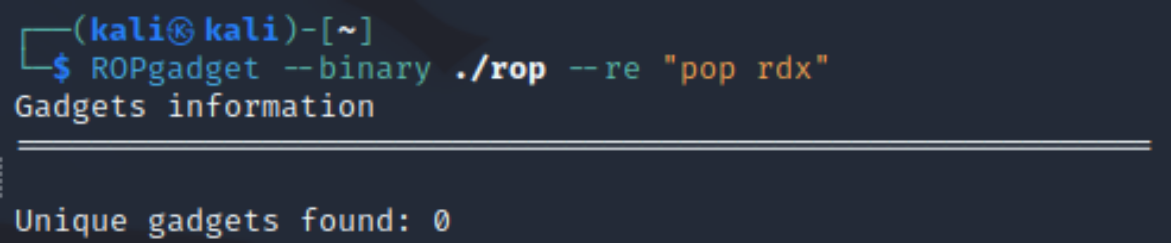 ┌──(kali㉿kali)-[~]
└─$ ROPgadget --binary ./rop --re "pop rdx"
Gadgets information
============================================================

Unique gadgets found: 0